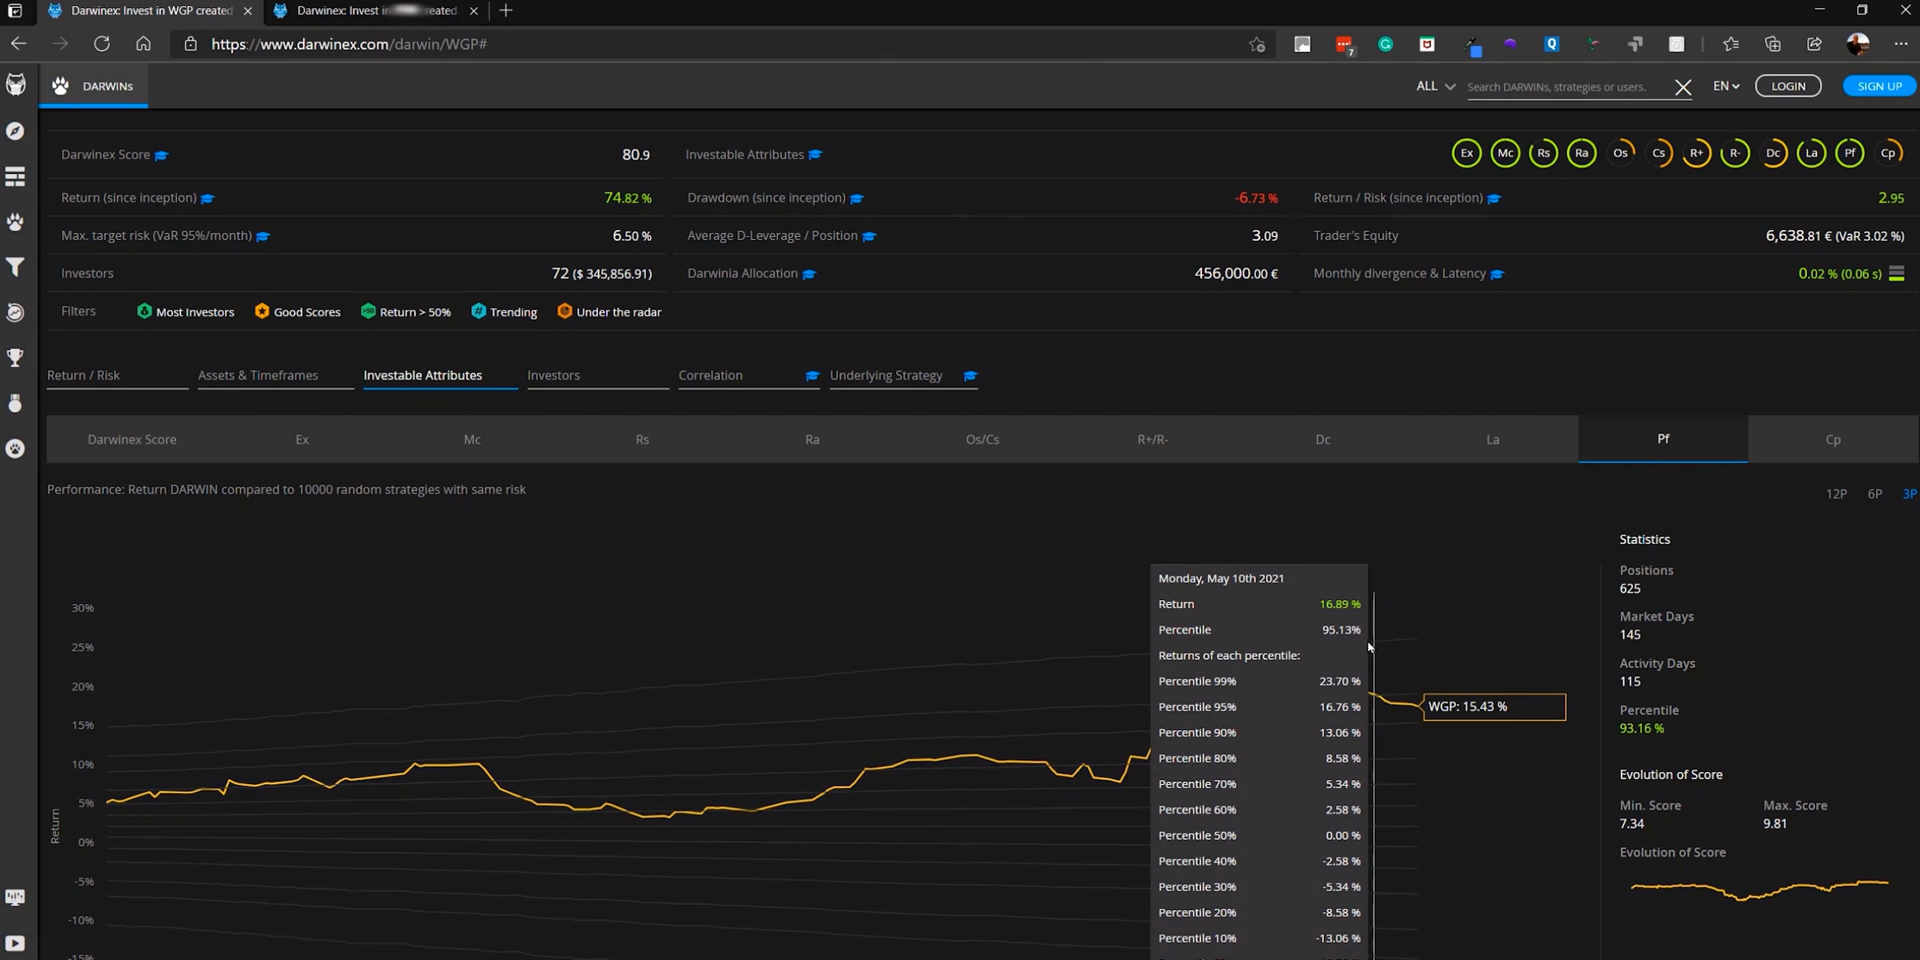 Darwinex: Invest in WGP created
Darwinex: Invest in created
https://www.darwinex.com/darwin/WGP#
7
Q
DARWINs
ALL
Search DARWINs, strategies or users.
EN
LOGIN
SIGN UP
Darwinex Score 80.9
Investable Attributes
Ex Mc Rs Ra Os Cs R+ R- Dc La Pf Cp
Return (since inception) 74.82 %
Drawdown (since inception) -6.73 %
Return / Risk (since inception) 2.95
Max. target risk (VaR 95%/month) 6.50 %
Average D-Leverage / Position 3.09
Trader's Equity 6,638.81 € (VaR 3.02 %)
Investors 72 ($ 345,856.91)
Darwinia Allocation 456,000.00 €
Monthly divergence & Latency 0.02 % (0.06 s)
Filters Most Investors Good Scores Return > 50% Trending Under the radar
Return / Risk Assets & Timeframes Investable Attributes Investors Correlation Underlying Strategy
Darwinex Score Ex Mc Rs Ra Os/Cs R+/R- Dc La Pf Cp
Performance: Return DARWIN compared to 10000 random strategies with same risk
12P 6P 3P
30%
25%
20%
15%
10%
5%
0%
-5%
-10%
-15%
Return
Monday, May 10th 2021
Return 16.89 %
Percentile 95.13%
Returns of each percentile:
Percentile 99% 23.70 %
Percentile 95% 16.76 %
Percentile 90% 13.06 %
Percentile 80% 8.58 %
Percentile 70% 5.34 %
Percentile 60% 2.58 %
Percentile 50% 0.00 %
Percentile 40% -2.58 %
Percentile 30% -5.34 %
Percentile 20% -8.58 %
Percentile 10% -13.06 %
WGP: 15.43 %
Statistics
Positions
625
Market Days
145
Activity Days
115
Percentile
93.16 %
Evolution of Score
Min. Score Max. Score
7.34 9.81
Evolution of Score